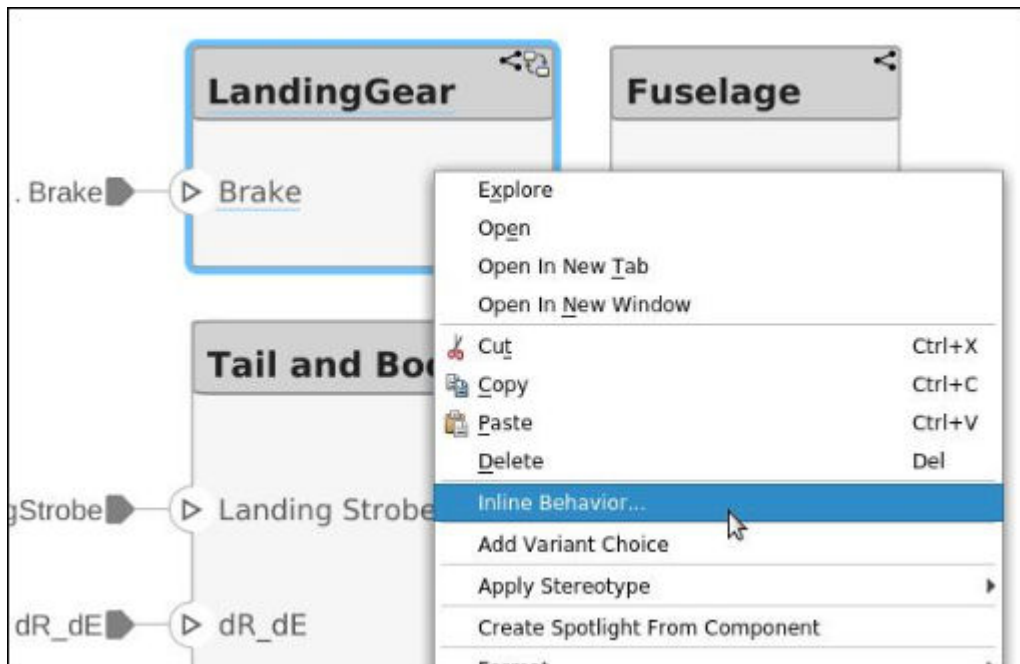 LandingGear
Fuselage
. Brake
Brake
Explore
Open
Open In New Tab
Open In New Window
Cut Ctrl+X
Copy Ctrl+C
Paste Ctrl+V
Delete Del
Inline Behavior...
Add Variant Choice
Apply Stereotype
Create Spotlight From Component
Tail and
gStrobe
Landing Strobe
dR_dE
dR_dE